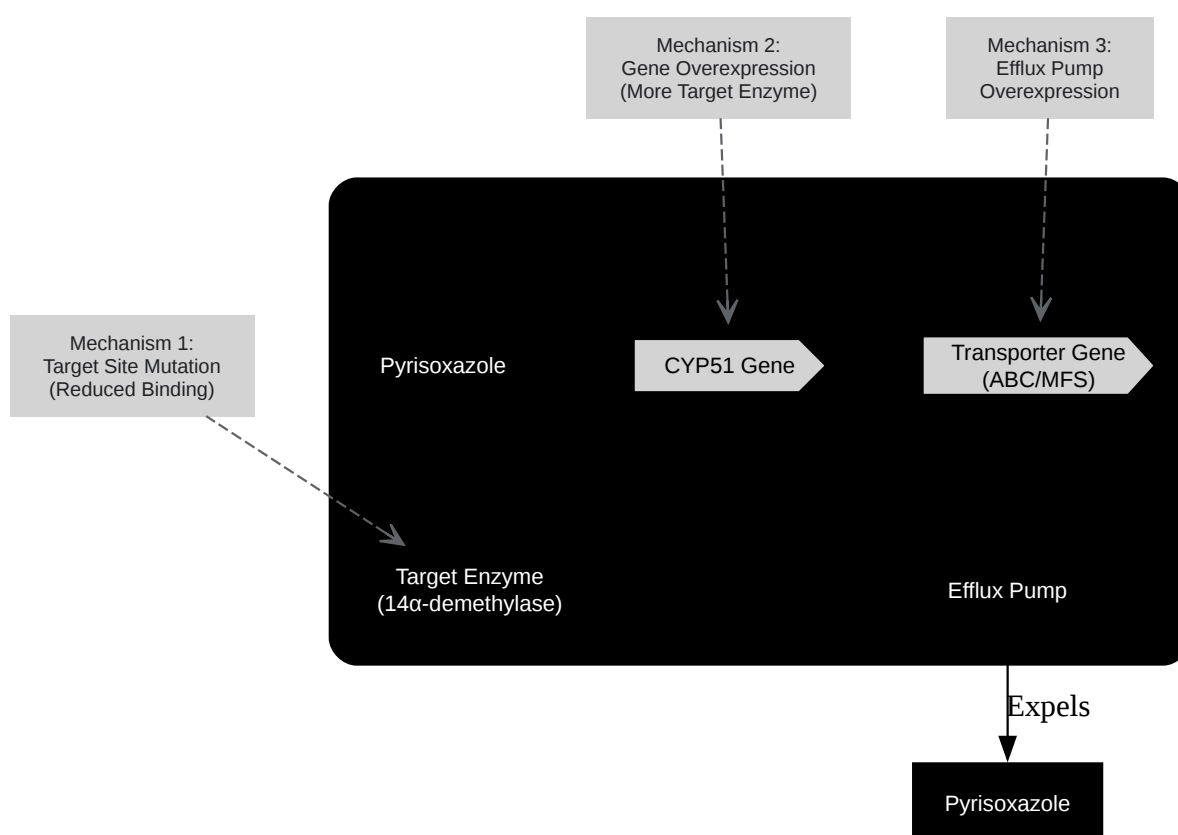 Mechanism 2:
Gene Overexpression
(More Target Enzyme)
Mechanism 3:
Efflux Pump
Overexpression
Mechanism 1:
Target Site Mutation
(Reduced Binding)
Pyrisoxazole
CYP51 Gene
Transporter Gene
(ABC/MFS)
Target Enzyme
(14α-demethylase)
Efflux Pump
Expels
Pyrisoxazole